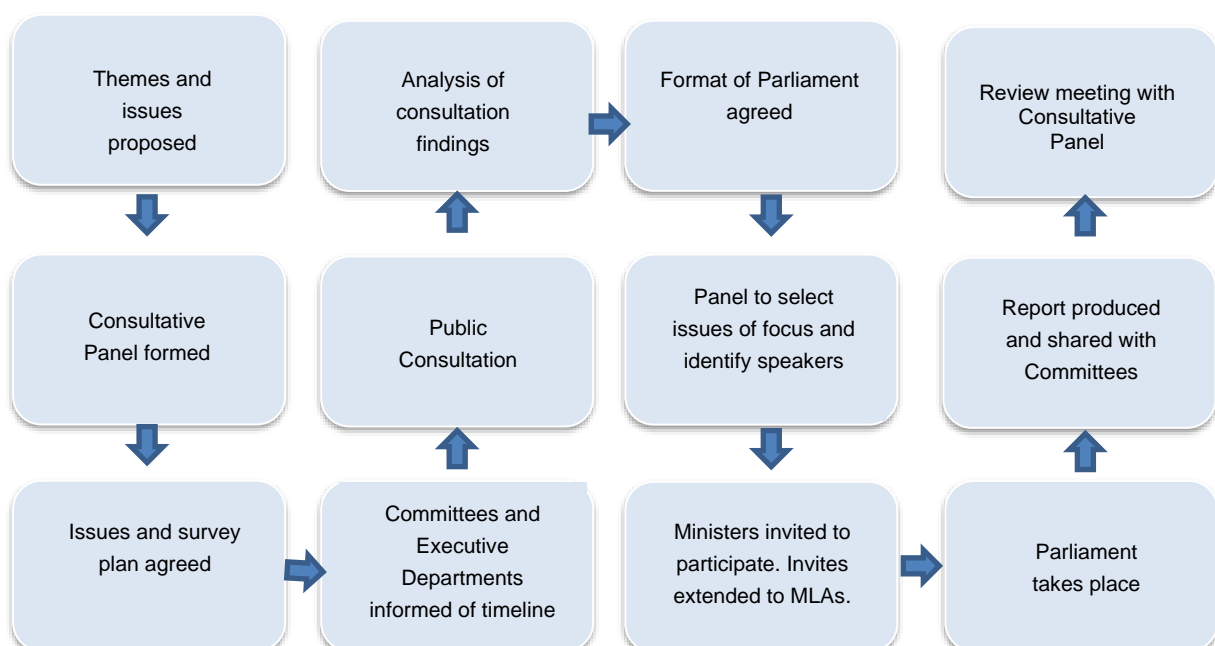 Themes and
issues
proposed
Consultative
Panel formed
Issues and survey
plan agreed
Committees and
Executive
Departments
informed of timeline
Public
Consultation
Analysis of
consultation
findings
Format of Parliament
agreed
Panel to select
issues of focus and
identify speakers
Ministers invited to
participate. Invites
extended to MLAs.
Parliament
takes place
Report produced
and shared with
Committees
Review meeting with
Consultative
Panel